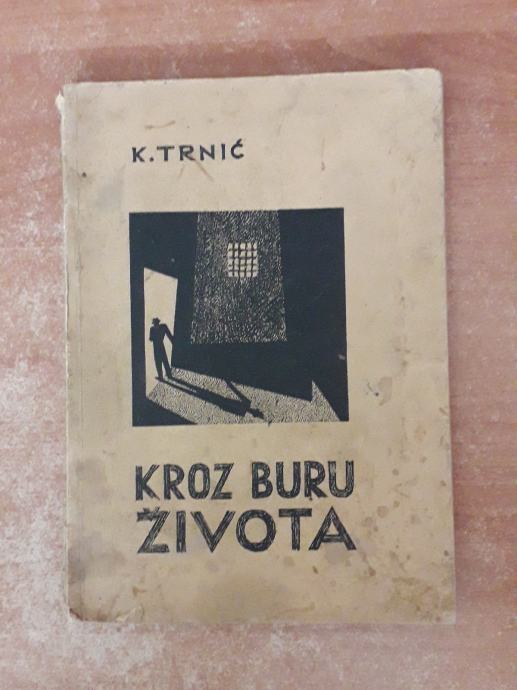 K. TRNIĆ
KROZ BURU
ŽIVOTA